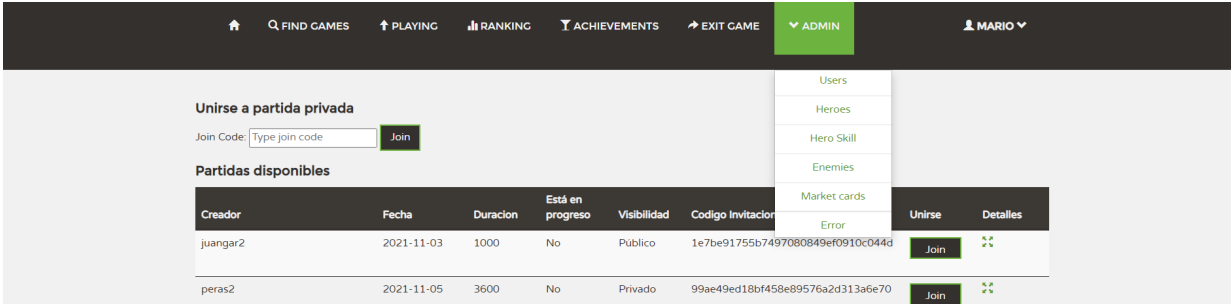 FIND GAMES PLAYING RANKING ACHIEVEMENTS EXIT GAME ADMIN MARIO
Users
Heroes
Hero Skill
Enemies
Market cards
Error
Unirse a partida privada
Join Code: Type join code Join
Partidas disponibles
Creador Fecha Duracion Está en progreso Visibilidad Codigo Invitacion Unirse Detalles
juangar2 2021-11-03 1000 No Público 1e7be91755b7497080849ef0910c044d Join
peras2 2021-11-05 3600 No Privado 99ae49ed18bf458e89576a2d313a6e70 Join